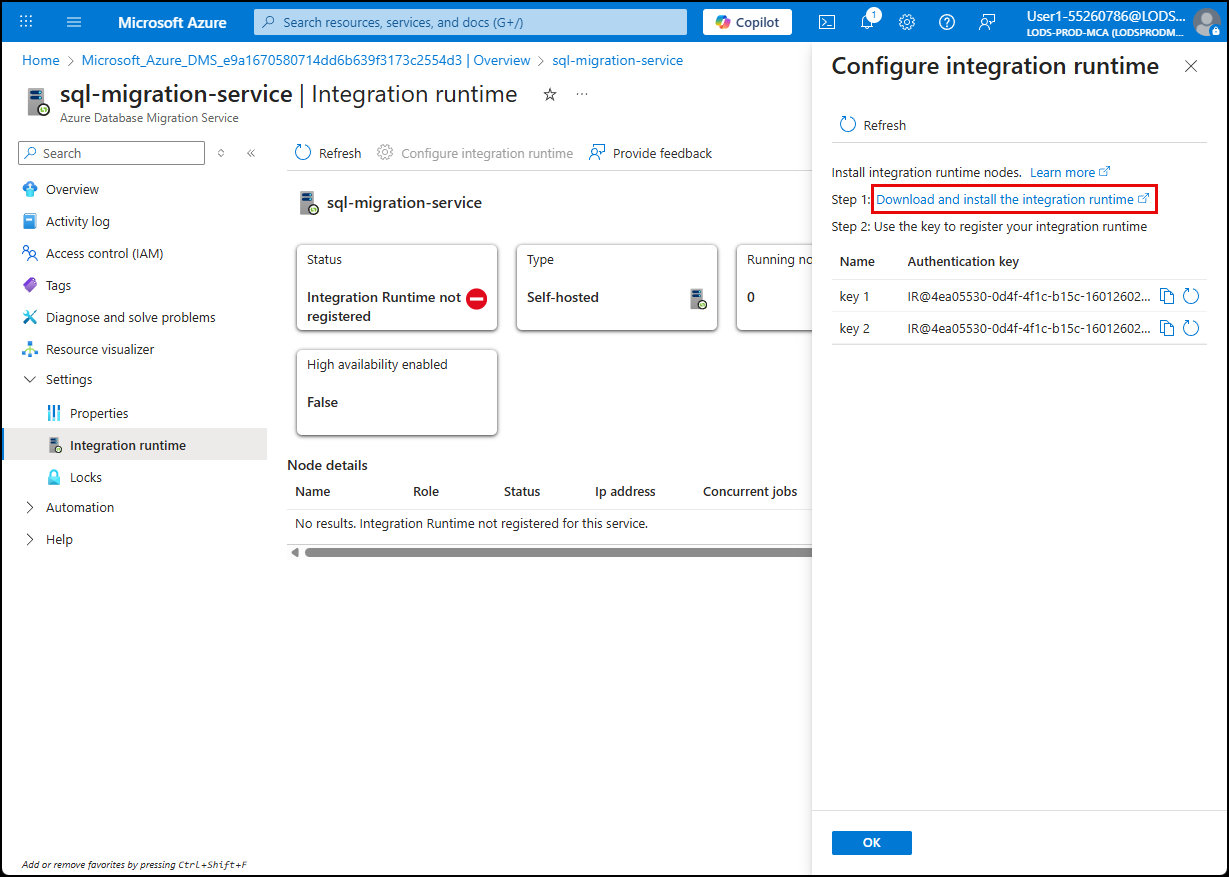 Microsoft Azure
Search resources, services, and docs (G+/)
Copilot
1
User1-55260786@LODS...
LODS-PROD-MCA (LODSPRODM...
Home > Microsoft_Azure_DMS_e9a1670580714dd6b639f3173c2554d3 | Overview > sql-migration-service
sql-migration-service | Integration runtime
Azure Database Migration Service
Search
Overview
Activity log
Access control (IAM)
Tags
Diagnose and solve problems
Resource visualizer
Settings
Properties
Integration runtime
Locks
Automation
Help
Add or remove favorites by pressing Ctrl+Shift+F
Refresh
Configure integration runtime
Provide feedback
sql-migration-service
Status
Integration Runtime not
registered
Type
Self-hosted
Running no
0
High availability enabled
False
Node details
Name Role Status Ip address Concurrent jobs
No results. Integration Runtime not registered for this service.
Configure integration runtime
Refresh
Install integration runtime nodes. Learn more
Step 1: Download and install the integration runtime
Step 2: Use the key to register your integration runtime
Name Authentication key
key 1 IR@4ea05530-0d4f-4f1c-b15c-16012602...
key 2 IR@4ea05530-0d4f-4f1c-b15c-16012602...
OK